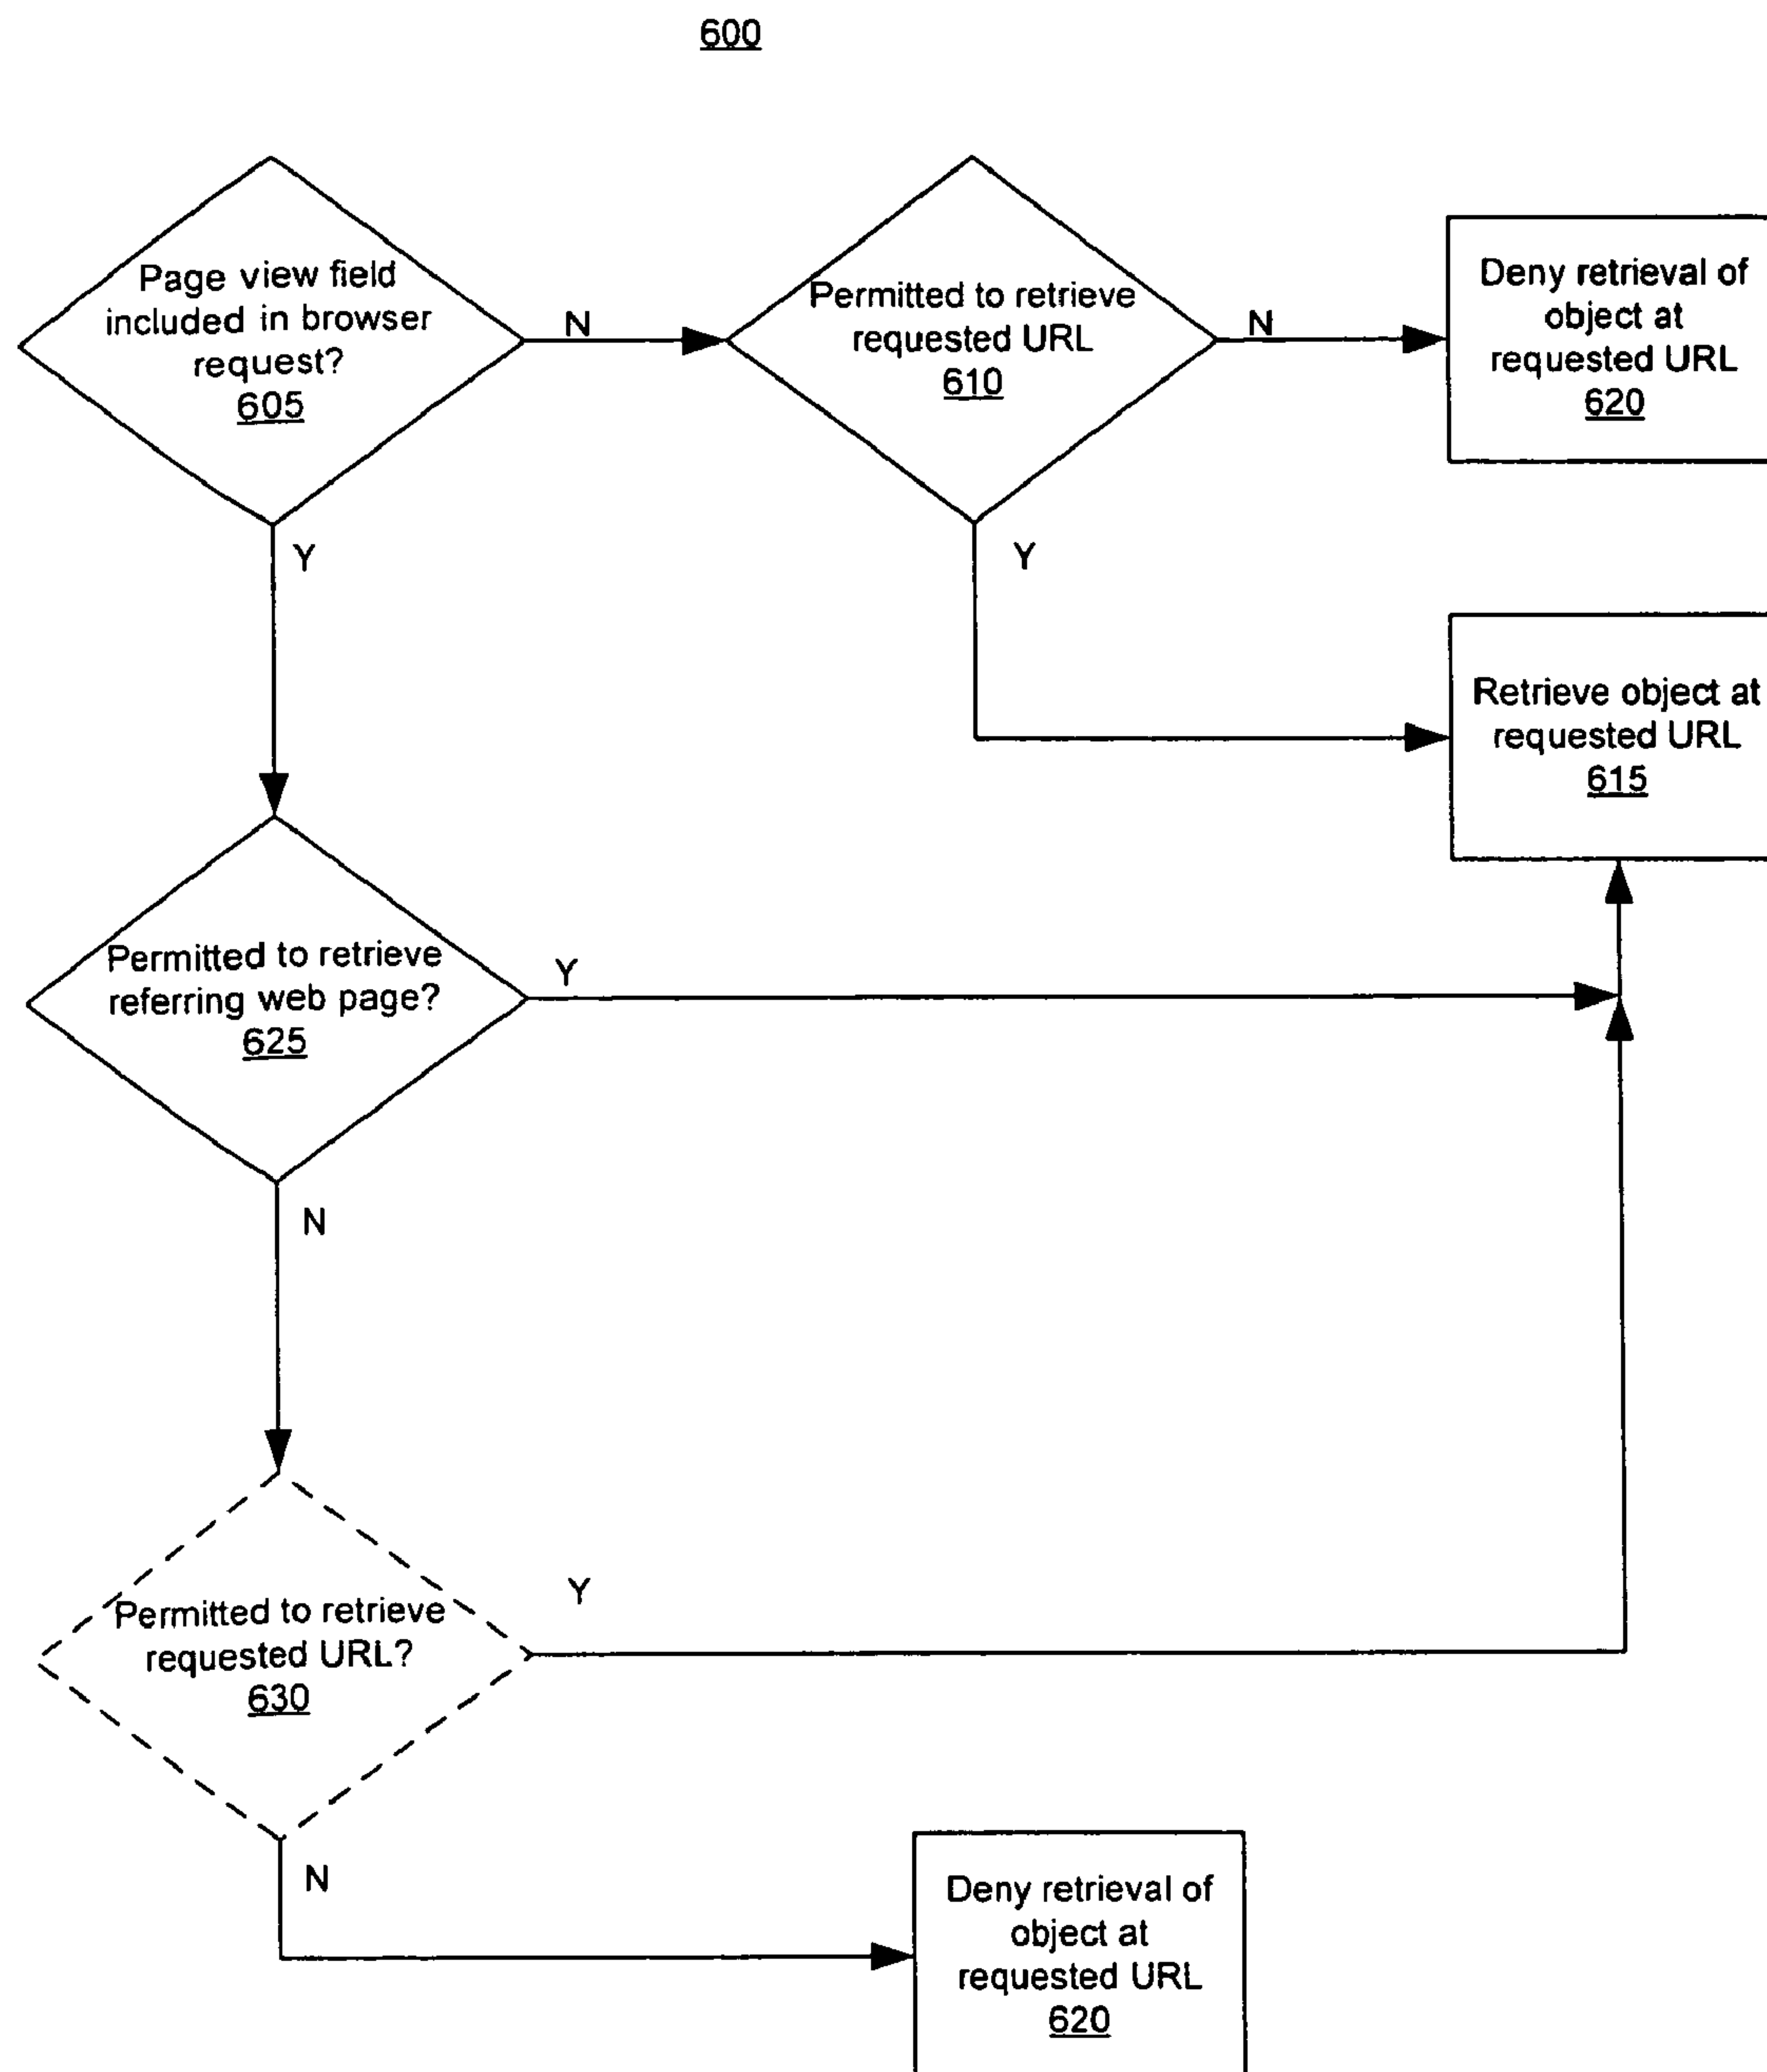 600
Page view field
included in browser
request?
605
N
Permitted to retrieve
requested URL
610
N
Deny retrieval of
object at
requested URL
620
Y
Y
Retrieve object at
requested URL
615
Permitted to retrieve
referring web page?
625
Y
N
Permitted to retrieve
requested URL?
630
Y
N
Deny retrieval of
object at
requested URL
620